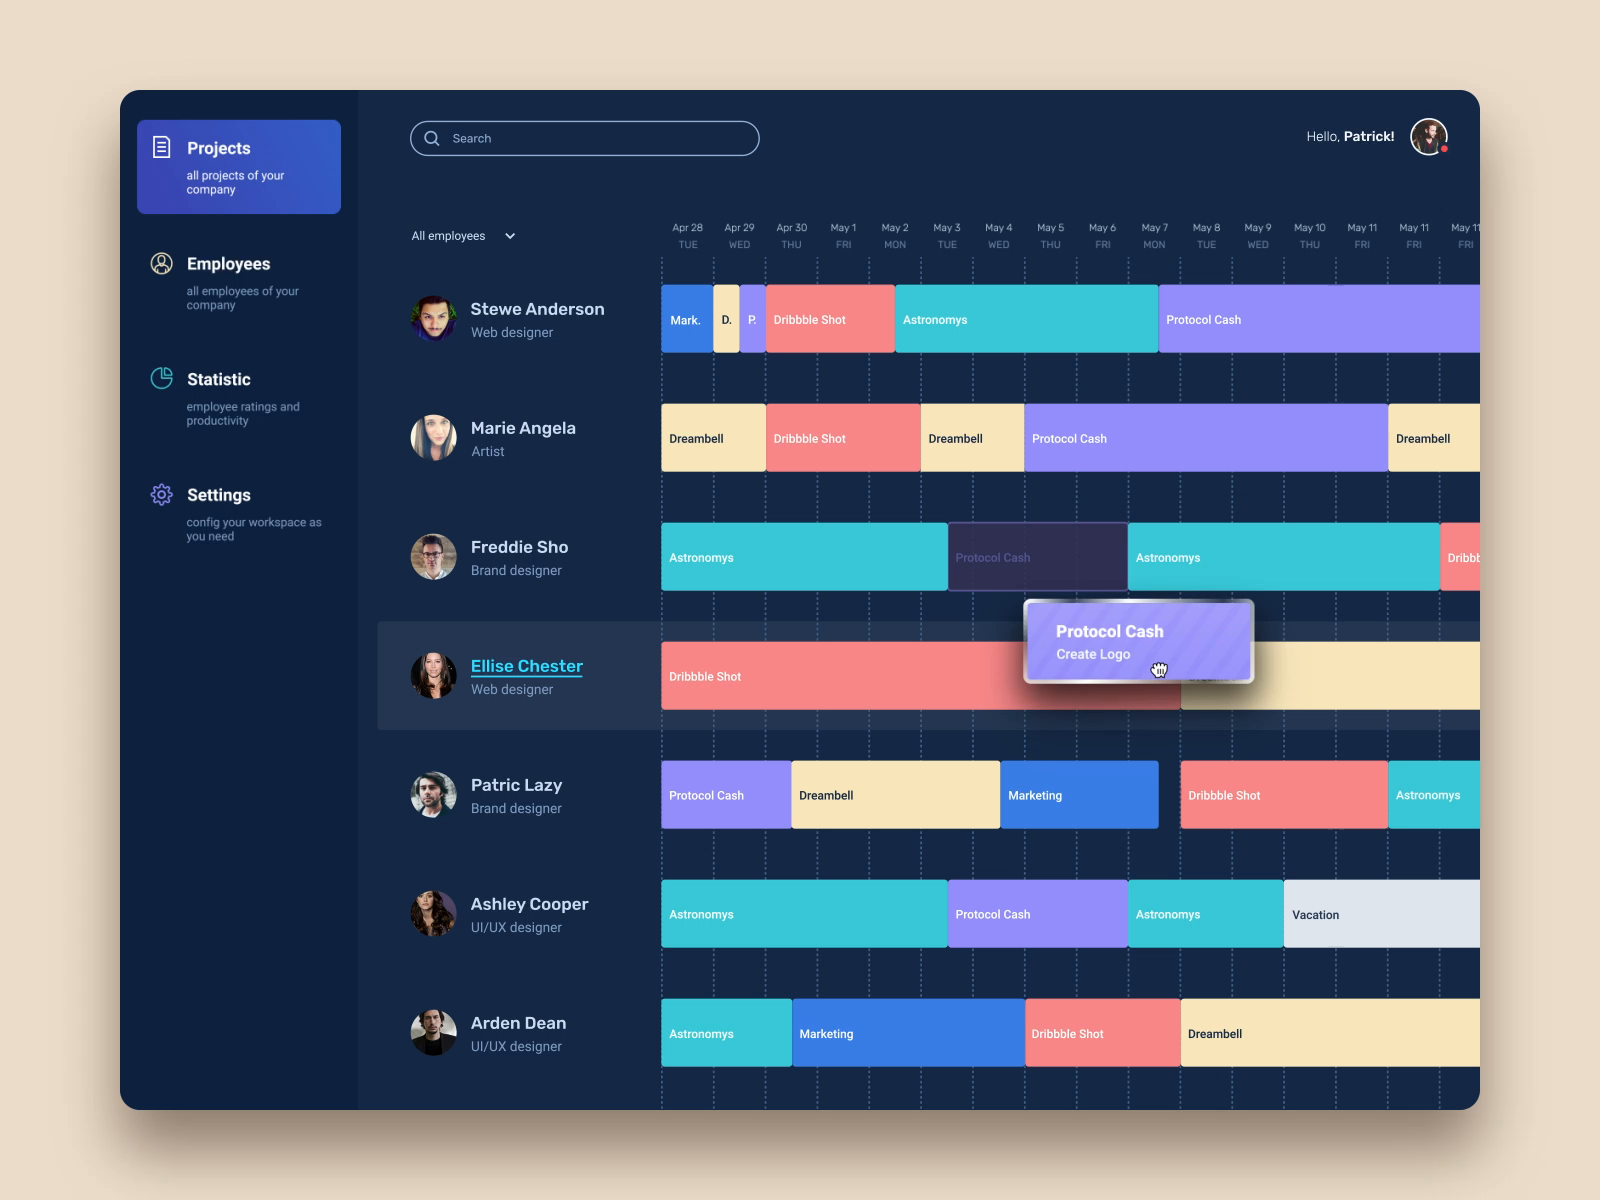 Projects
all projects of your
company
Employees
all employees of your
company
Statistic
employee ratings and
productivity
Settings
config your workspace as
you need
Search
Hello, Patrick!
All employees
Apr 28 Apr 29 Apr 30 May 1 May 2 May 3 May 4 May 5 May 6 May 7 May 8 May 9 May 10 May 11 May 11 May 11
TUE WED THU FRI MON TUE WED THU FRI MON TUE WED THU FRI FRI FRI
Stewe Anderson
Web designer
Mark. D. P. Dribbble Shot Astronomys Protocol Cash
Marie Angela
Artist
Dreambell Dribbble Shot Dreambell Protocol Cash Dreambell
Freddie Sho
Brand designer
Astronomys Protocol Cash Astronomys Dribb
Protocol Cash
Create Logo
Ellise Chester
Web designer
Dribbble Shot
Patric Lazy
Brand designer
Protocol Cash Dreambell Marketing Dribbble Shot Astronomys
Ashley Cooper
UI/UX designer
Astronomys Protocol Cash Astronomys Vacation
Arden Dean
UI/UX designer
Astronomys Marketing Dribbble Shot Dreambell